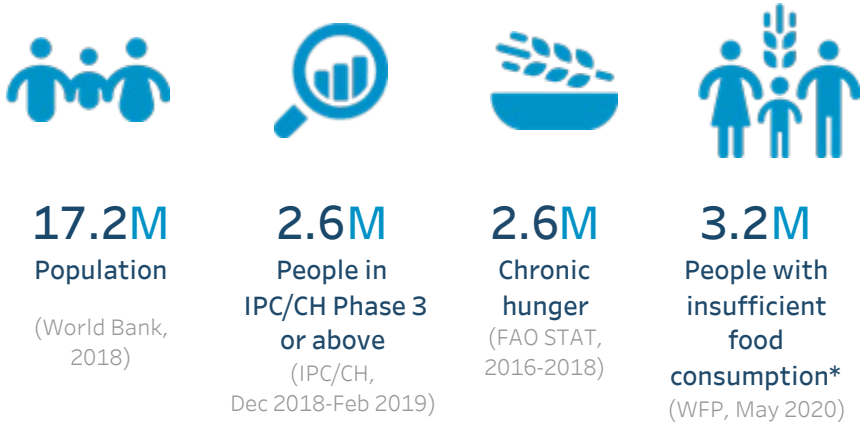 17.2M
Population
(World Bank,
2018)
2.6M
People in
IPC/CH Phase 3
or above
(IPC/CH,
Dec 2018-Feb 2019)
2.6M
Chronic
hunger
(FAO STAT,
2016-2018)
3.2M
People with
insufficient
food
consumption*
(WFP, May 2020)